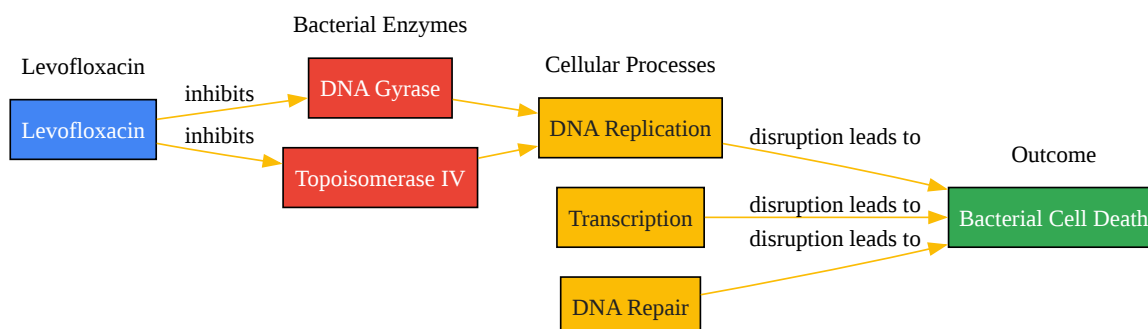 Bacterial Enzymes
Levofloxacin
Cellular Processes
DNA Gyrase
inhibits
Levofloxacin
DNA Replication
inhibits
disruption leads to
Outcome
Topoisomerase IV
Transcription
disruption leads to
Bacterial Cell Death
disruption leads to
DNA Repair